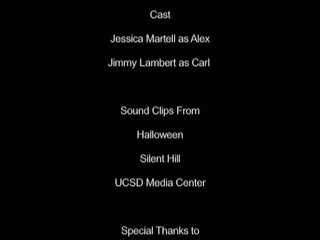 Cast
Jessica Martell as Alex
Jimmy Lambert as Carl
Sound Clips From
Halloween
Silent Hill
UCSD Media Center
Special Thanks to